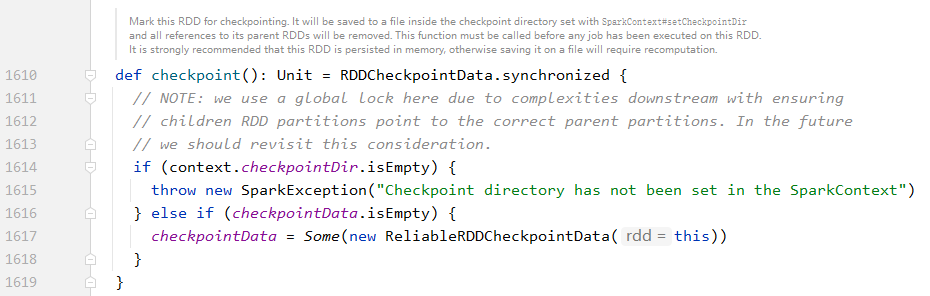 Mark this RDD for checkpointing. It will be saved to a file inside the checkpoint directory set with SparkContext#setCheckpointDir
and all references to its parent RDDs will be removed. This function must be called before any job has been executed on this RDD.
It is strongly recommended that this RDD is persisted in memory, otherwise saving it on a file will require recomputation.
1610 def checkpoint(): Unit = RDDCheckpointData.synchronized {
1611 // NOTE: we use a global lock here due to complexities downstream with ensuring
1612 // children RDD partitions point to the correct parent partitions. In the future
1613 // we should revisit this consideration.
1614 if (context.checkpointDir.isEmpty) {
1615 throw new SparkException("Checkpoint directory has not been set in the SparkContext")
1616 } else if (checkpointData.isEmpty) {
1617 checkpointData = Some(new ReliableRDDCheckpointData( rdd = this))
1618 }
1619 }